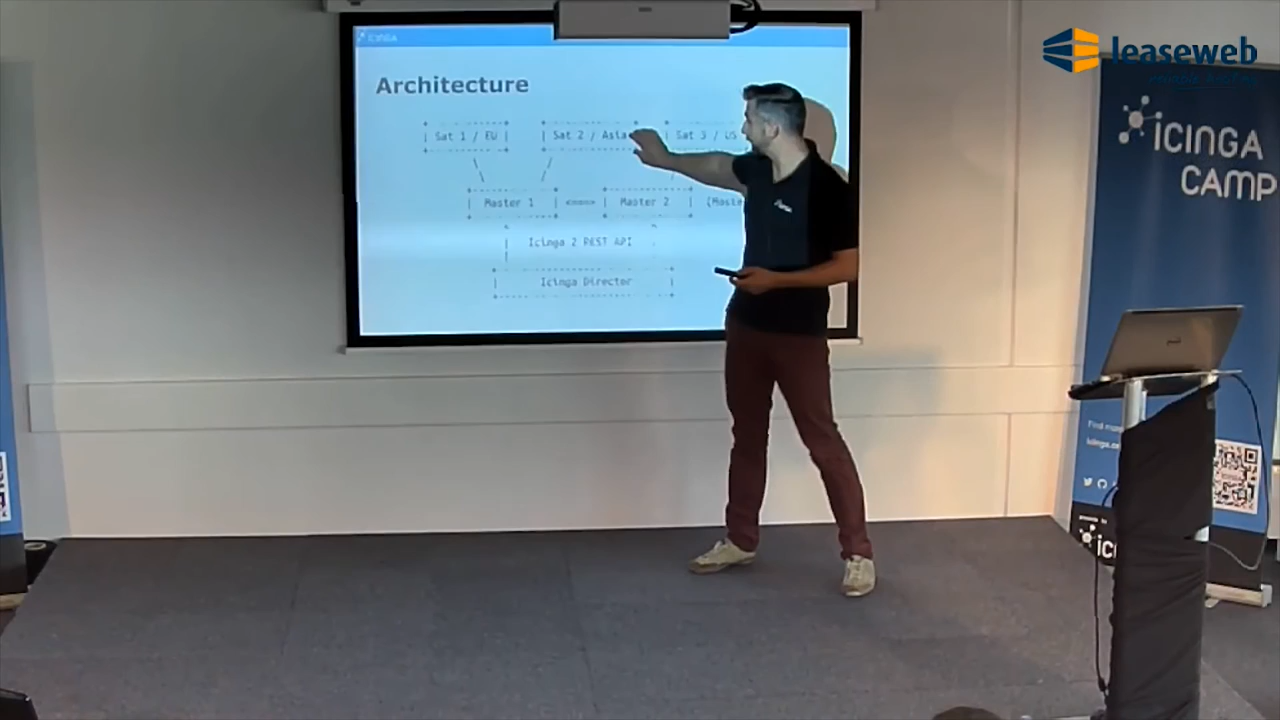 ICINGA
leaseweb
Architecture
Sat 1 / EU
Sat 2 / Asia
Sat 3 / US
ICINGA
CAMP
Master 1
<===>
Master 2
Icinga 2 REST API
Icinga Director